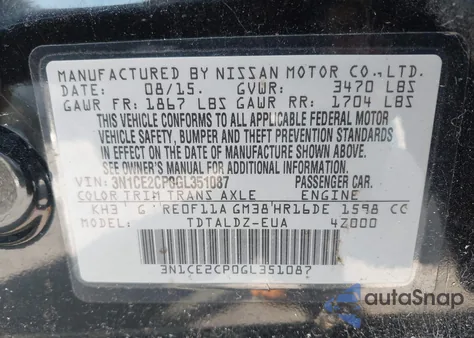 MANUFACTURED BY NISSAN MOTOR CO.,LTD.
DATE: 08/15. GVWR: 3470 LBS
GAWR FR: 1867 LBS GAWR RR: 1704 LBS
THIS VEHICLE CONFORMS TO ALL APPLICABLE FEDERAL MOTOR
VEHICLE SAFETY, BUMPER AND THEFT PREVENTION STANDARDS
IN EFFECT ON THE DATE OF MANUFACTURE SHOWN ABOVE.
SEE OWNER'S MANUAL FOR ADDITIONAL INFORMATION.
VIN: 3N1CE2CP0GL351087 PASSENGER CAR.
COLOR TRIM TRANS AXLE ENGINE
KH3 G RE0F11A GM38 HR16DE 1598 CC
MODEL: TDTALDZ-EUA 4Z000
3N1CE2CP0GL351087
autoSnap